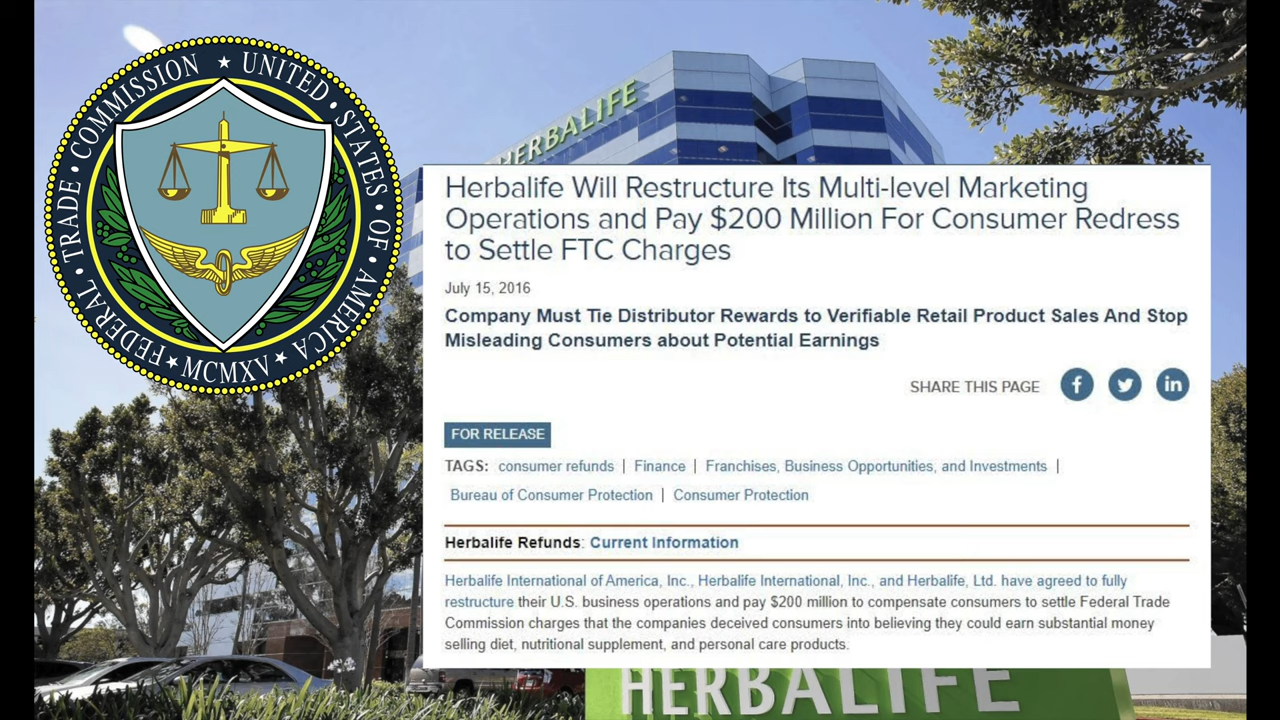 FEDERAL · TRADE · COMMISSION ★ UNITED · STATES · OF · AMERICA ★ MCMXV ★
HERBALIFE
Herbalife Will Restructure Its Multi-level Marketing
Operations and Pay $200 Million For Consumer Redress
to Settle FTC Charges
July 15, 2016
Company Must Tie Distributor Rewards to Verifiable Retail Product Sales And Stop
Misleading Consumers about Potential Earnings
SHARE THIS PAGE
FOR RELEASE
TAGS: consumer refunds | Finance | Franchises, Business Opportunities, and Investments |
Bureau of Consumer Protection | Consumer Protection
Herbalife Refunds: Current Information
Herbalife International of America, Inc., Herbalife International, Inc., and Herbalife, Ltd. have agreed to fully
restructure their U.S. business operations and pay $200 million to compensate consumers to settle Federal Trade
Commission charges that the companies deceived consumers into believing they could earn substantial money
selling diet, nutritional supplement, and personal care products.
HERBALIFE